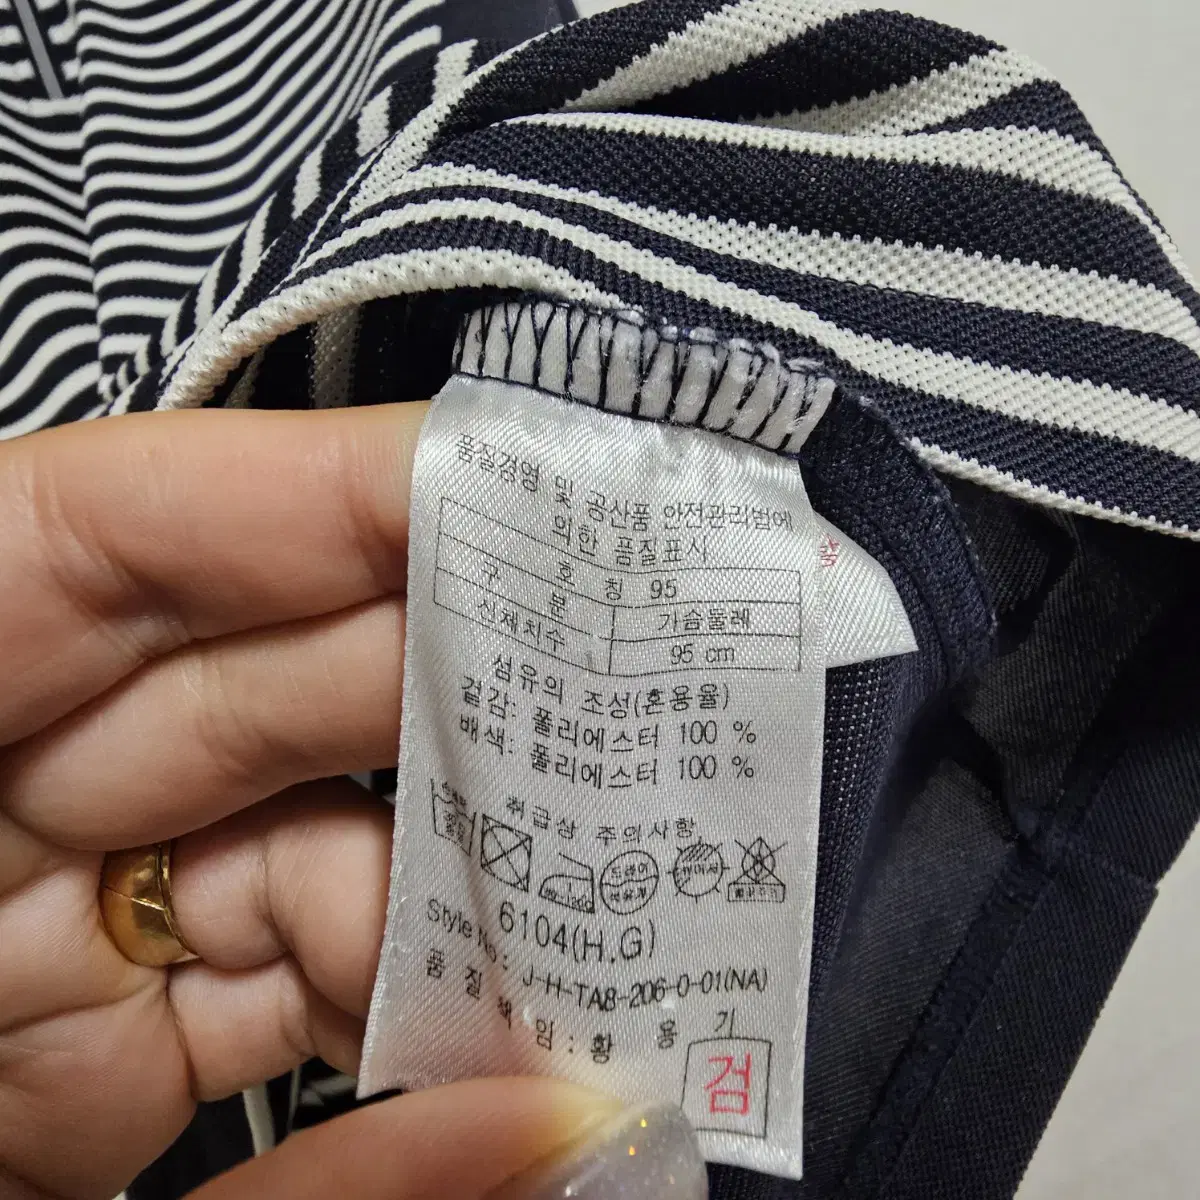 품질경영 및 공산품 안전관리법에
의한 품질표시
호 칭 95
구 분 가슴둘레
신체치수 95 cm
섬유의 조성(혼용율)
겉감: 폴리에스터 100 %
배색: 폴리에스터 100 %
취급상 주의사항
드라이
6104(H.G)
Style No : J-H-TA8-206-0-01(NA)
품 질 책 임 : 황 용 기
검